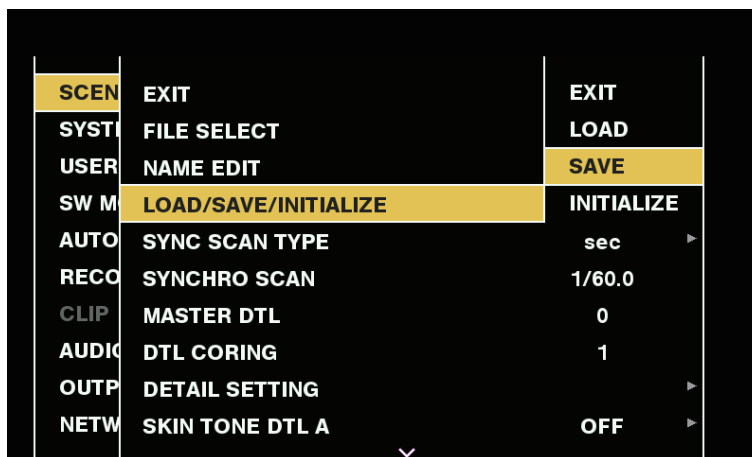 SCEN EXIT EXIT
SYSTI FILE SELECT LOAD
USER NAME EDIT SAVE
SW M LOAD/SAVE/INITIALIZE INITIALIZE
AUTO SYNC SCAN TYPE sec
RECO SYNCHRO SCAN 1/60.0
CLIP MASTER DTL 0
AUDI DTL CORING 1
OUTP DETAIL SETTING
NETW SKIN TONE DTL A OFF